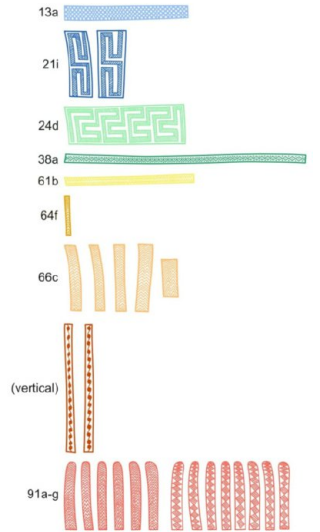 13a
21i
24d
38a
61b
64f
66c
(vertical)
91a-g